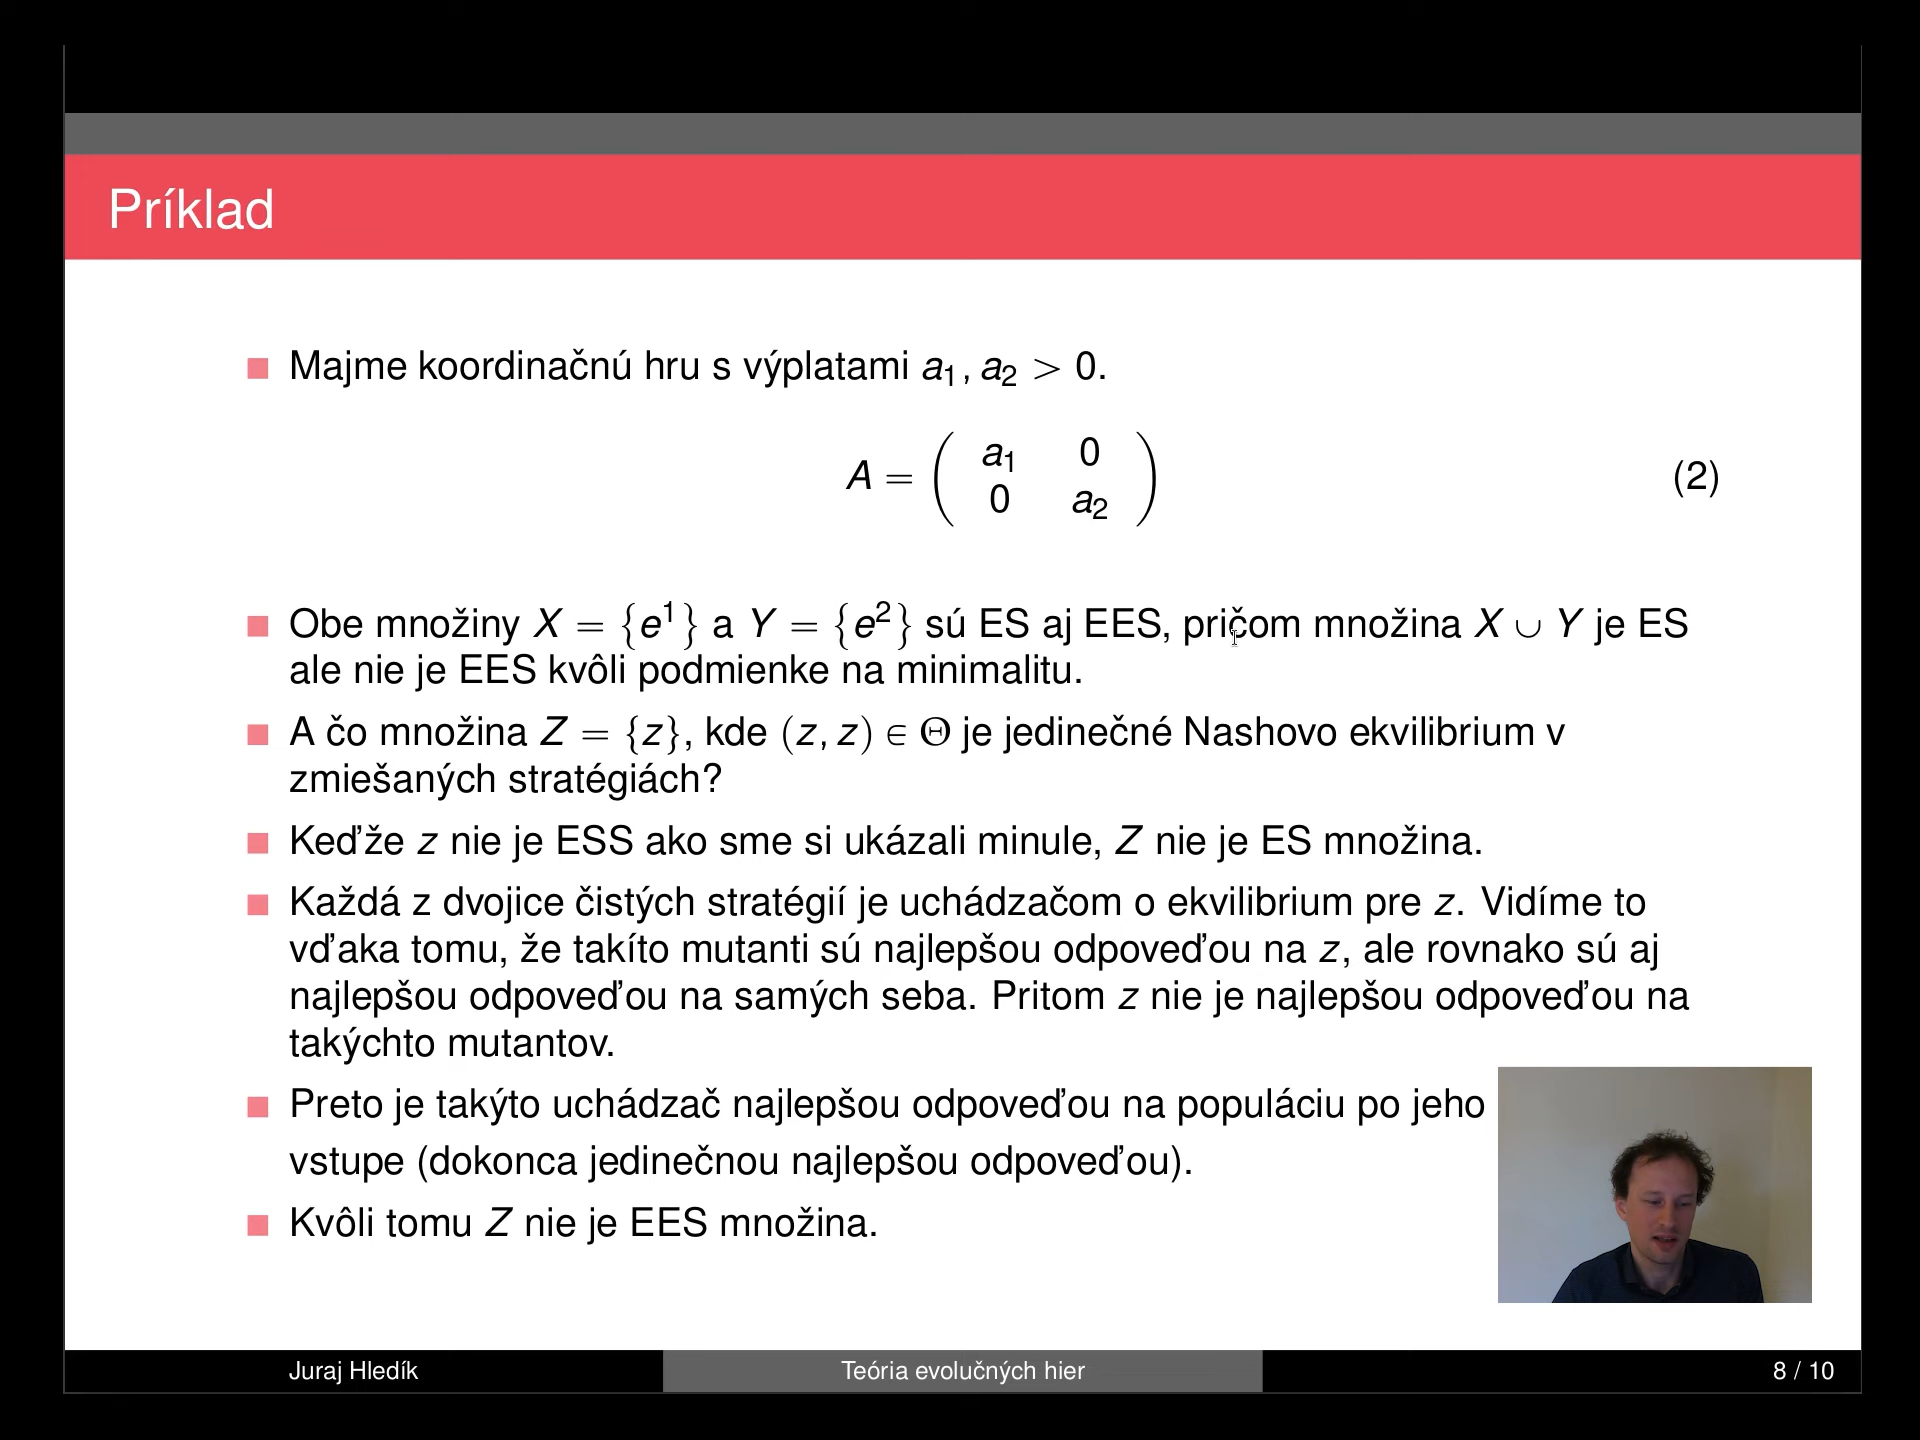 Príklad
Majme koordinačnú hru s výplatami a₁, a₂ > 0.
A = ( a₁ 0
0 a₂ ) (2)
Obe množiny X = {e¹} a Y = {e²} sú ES aj EES, pričom množina X ∪ Y je ES
ale nie je EES kvôli podmienke na minimalitu.
A čo množina Z = {z}, kde (z, z) ∈ Θ je jedinečné Nashovo ekvilibrium v
zmiešaných stratégiách?
Keďže z nie je ESS ako sme si ukázali minule, Z nie je ES množina.
Každá z dvojice čistých stratégií je uchádzačom o ekvilibrium pre z. Vidíme to
vďaka tomu, že takíto mutanti sú najlepšou odpoveďou na z, ale rovnako sú aj
najlepšou odpoveďou na samých seba. Pritom z nie je najlepšou odpoveďou na
takýchto mutantov.
Preto je takýto uchádzač najlepšou odpoveďou na populáciu po jeho
vstupe (dokonca jedinečnou najlepšou odpoveďou).
Kvôli tomu Z nie je EES množina.
Juraj Hledík
Teória evolučných hier
8 / 10